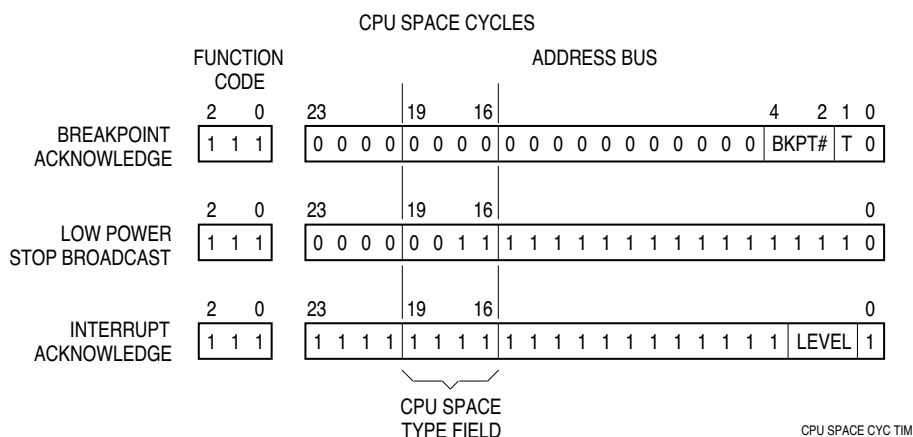 CPU SPACE CYCLES
FUNCTION
CODE
ADDRESS BUS
2 0 23 19 16 4 2 1 0
BREAKPOINT
ACKNOWLEDGE
1 1 1 0 0 0 0 0 0 0 0 0 0 0 0 0 0 0 0 0 0 0 BKPT# T 0
2 0 23 19 16 0
LOW POWER
STOP BROADCAST
1 1 1 0 0 0 0 0 0 1 1 1 1 1 1 1 1 1 1 1 1 1 1 1 1 1 0
2 0 23 19 16 0
INTERRUPT
ACKNOWLEDGE
1 1 1 1 1 1 1 1 1 1 1 1 1 1 1 1 1 1 1 1 1 1 1 LEVEL 1
CPU SPACE
TYPE FIELD
CPU SPACE CYC TIM